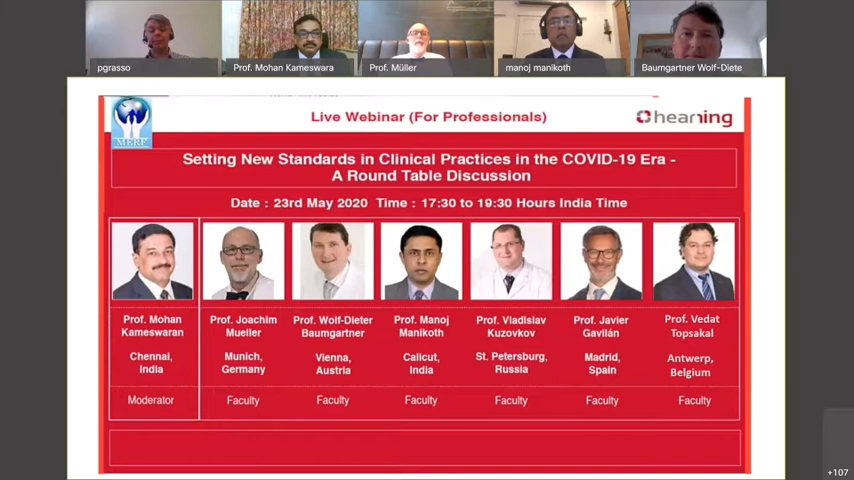 pgrasso
Prof. Mohan Kameswara
Prof. Müller
manoj manikoth
Baumgartner Wolf-Diete
MERF
Live Webinar (For Professionals)
hearring
Setting New Standards in Clinical Practices in the COVID-19 Era -
A Round Table Discussion
Date : 23rd May 2020 Time : 17:30 to 19:30 Hours India Time
Prof. Mohan
Kameswaran
Chennai,
India
Moderator
Prof. Joachim
Mueller
Munich,
Germany
Faculty
Prof. Wolf-Dieter
Baumgartner
Vienna,
Austria
Faculty
Prof. Manoj
Manikoth
Calicut,
India
Faculty
Prof. Vladislav
Kuzovkov
St. Petersburg,
Russia
Faculty
Prof. Javier
Gavilán
Madrid,
Spain
Faculty
Prof. Vedat
Topsakal
Antwerp,
Belgium
Faculty
+107